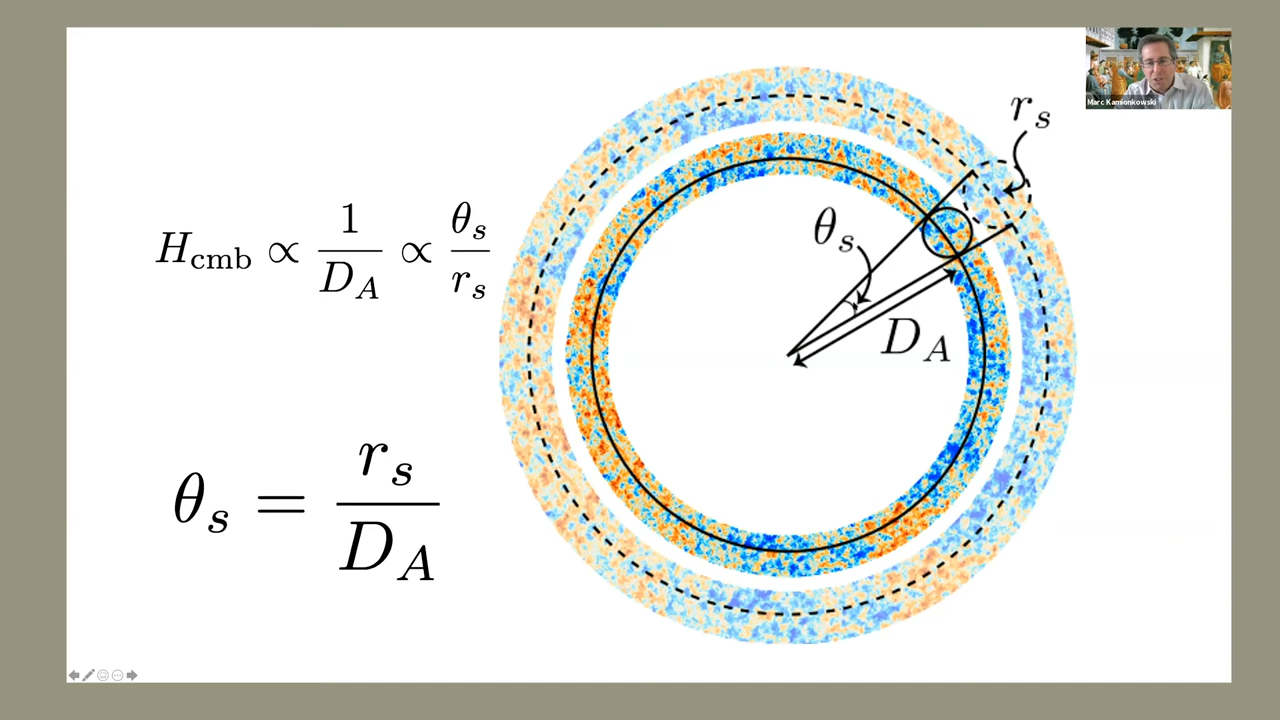 H_cmb ∝ 1/D_A ∝ θ_s/r_s
θ_s = r_s/D_A
r_s
θ_s
D_A
Marc Kamionkowski